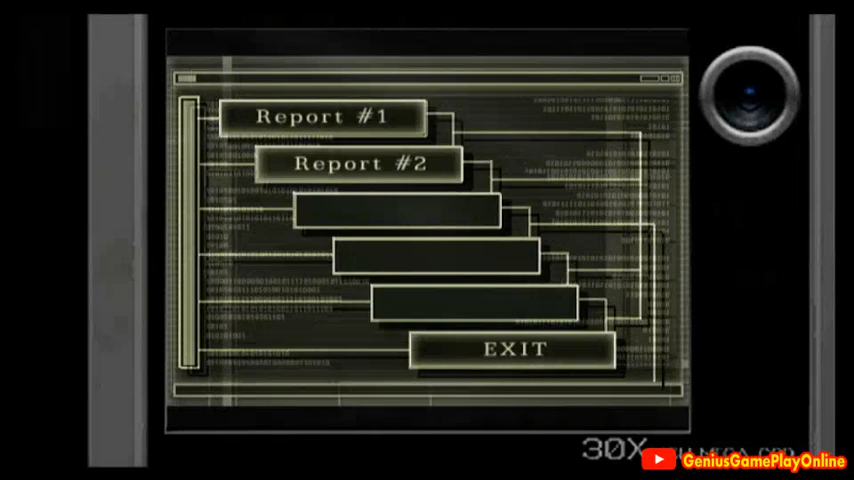 Report #1
Report #2
EXIT
30X
GeniusGamePlayOnline